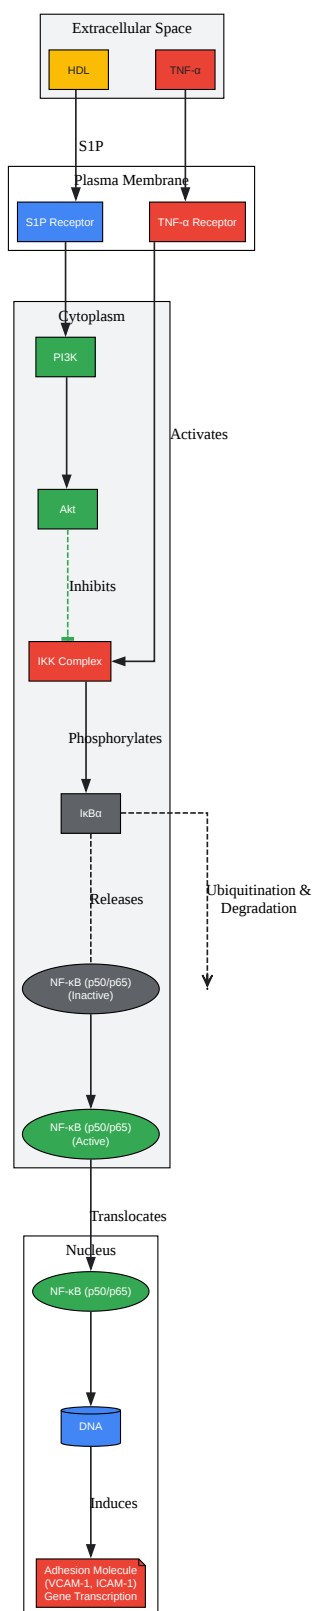 Extracellular Space
HDL
TNF-α
S1P
Plasma Membrane
S1P Receptor
TNF-α Receptor
Cytoplasm
PI3K
Activates
Akt
Inhibits
IKK Complex
Phosphorylates
IκBα
Releases
Ubiquitination &
Degradation
NF-κB (p50/p65)
(Inactive)
NF-κB (p50/p65)
(Active)
Translocates
Nucleus
NF-κB (p50/p65)
DNA
Induces
Adhesion Molecule
(VCAM-1, ICAM-1)
Gene Transcription